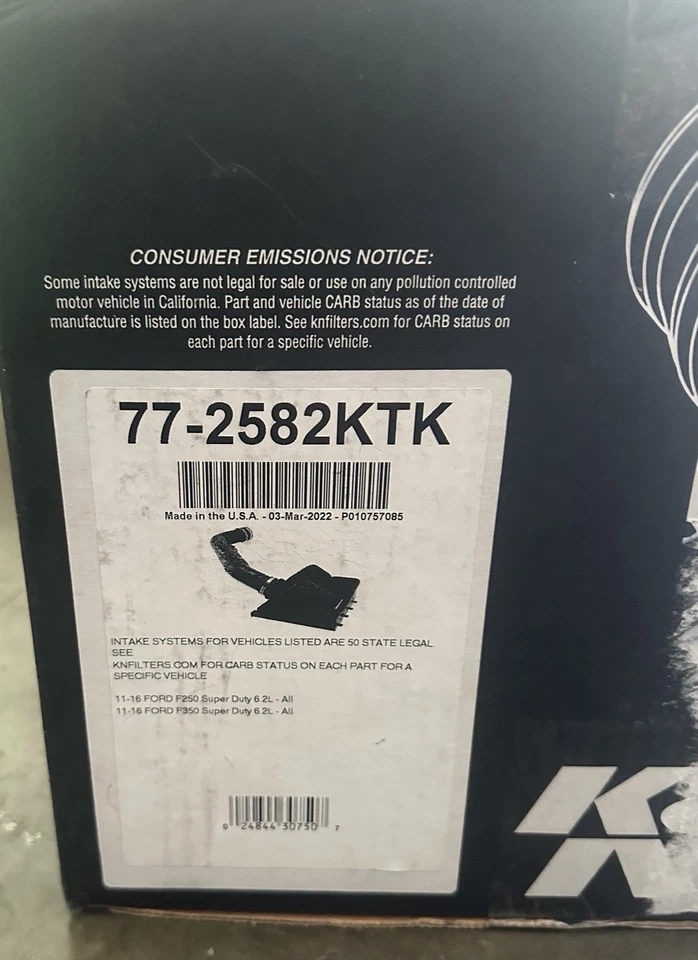 CONSUMER EMISSIONS NOTICE:
Some intake systems are not legal for sale or use on any pollution controlled
motor vehicle in California. Part and vehicle CARB status as of the date of
manufacture is listed on the box label. See knfilters.com for CARB status on
each part for a specific vehicle.
77-2582KTK
Made in the U.S.A. - 03-Mar-2022 - P010757085
INTAKE SYSTEMS FOR VEHICLES LISTED ARE 50 STATE LEGAL.
SEE
KNFILTERS.COM FOR CARB STATUS ON EACH PART FOR A
SPECIFIC VEHICLE
11-16 FORD F250 Super Duty 6.2L - All
11-16 FORD F350 Super Duty 6.2L - All
0 24844 30750 7
K&